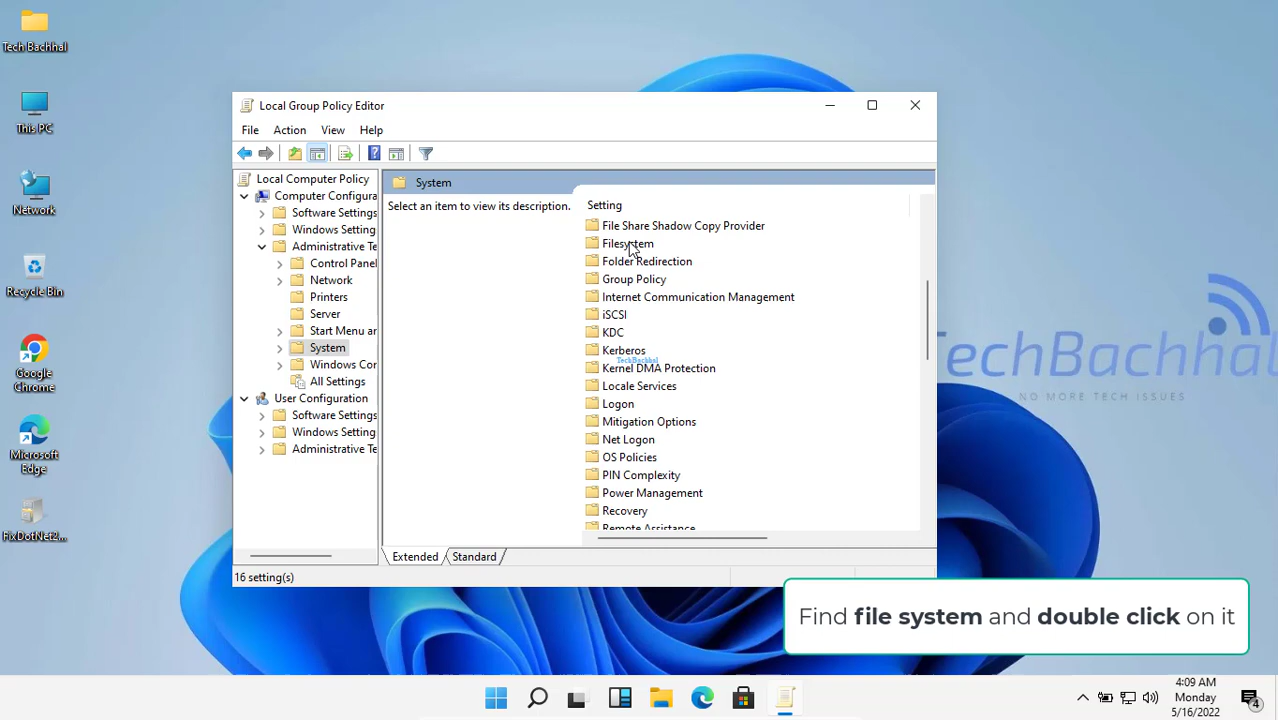 Tech Bachhal
This PC
Network
Recycle Bin
Google
Chrome
Microsoft
Edge
FixDotNet2...
Local Group Policy Editor
File Action View Help
Local Computer Policy
Computer Configura
Software Settings
Windows Setting
Administrative Te
Control Panel
Network
Printers
Server
Start Menu an
System
Windows Con
All Settings
User Configuration
Software Settings
Windows Setting
Administrative Te
System
Select an item to view its description.
Setting
File Share Shadow Copy Provider
Filesystem
Folder Redirection
Group Policy
Internet Communication Management
iSCSI
KDC
Kerberos
TechBachhal
Kernel DMA Protection
Locale Services
Logon
Mitigation Options
Net Logon
OS Policies
PIN Complexity
Power Management
Recovery
Remote Assistance
Extended Standard
16 setting(s)
TechBachhal
NO MORE TECH ISSUES
Find file system and double click on it
4:09 AM
Monday
5/16/2022
4